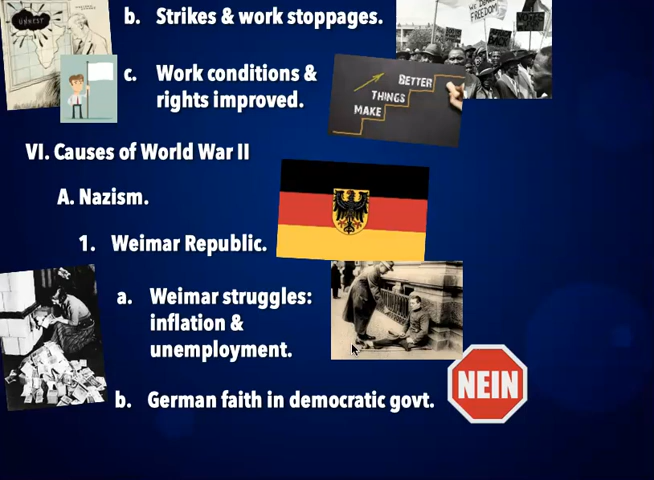 UNREST
b. Strikes & work stoppages.
WE DEMAND
FREEDOM
c. Work conditions &
rights improved.
BETTER
THINGS
MAKE
VI. Causes of World War II
A. Nazism.
1. Weimar Republic.
a. Weimar struggles:
inflation &
unemployment.
b. German faith in democratic govt.
NEIN